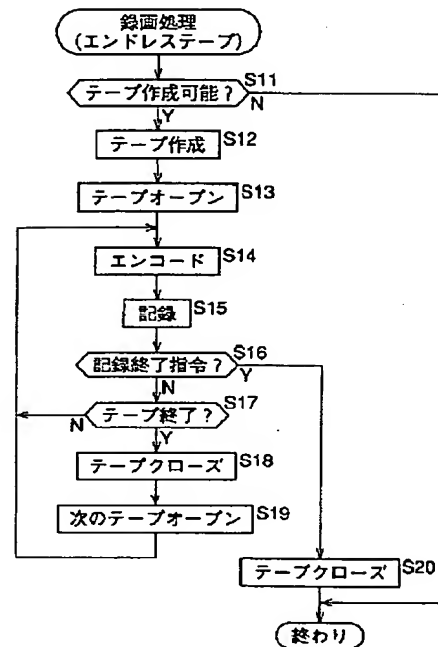 録画処理
(エンドレステープ)
S11
テープ作成可能?
N
Y
S12
テープ作成
S13
テープオープン
S14
エンコード
S15
記録
S16
記録終了指令?
Y
N
S17
テープ終了?
N
Y
S18
テープクローズ
S19
次のテープオープン
S20
テープクローズ
終わり